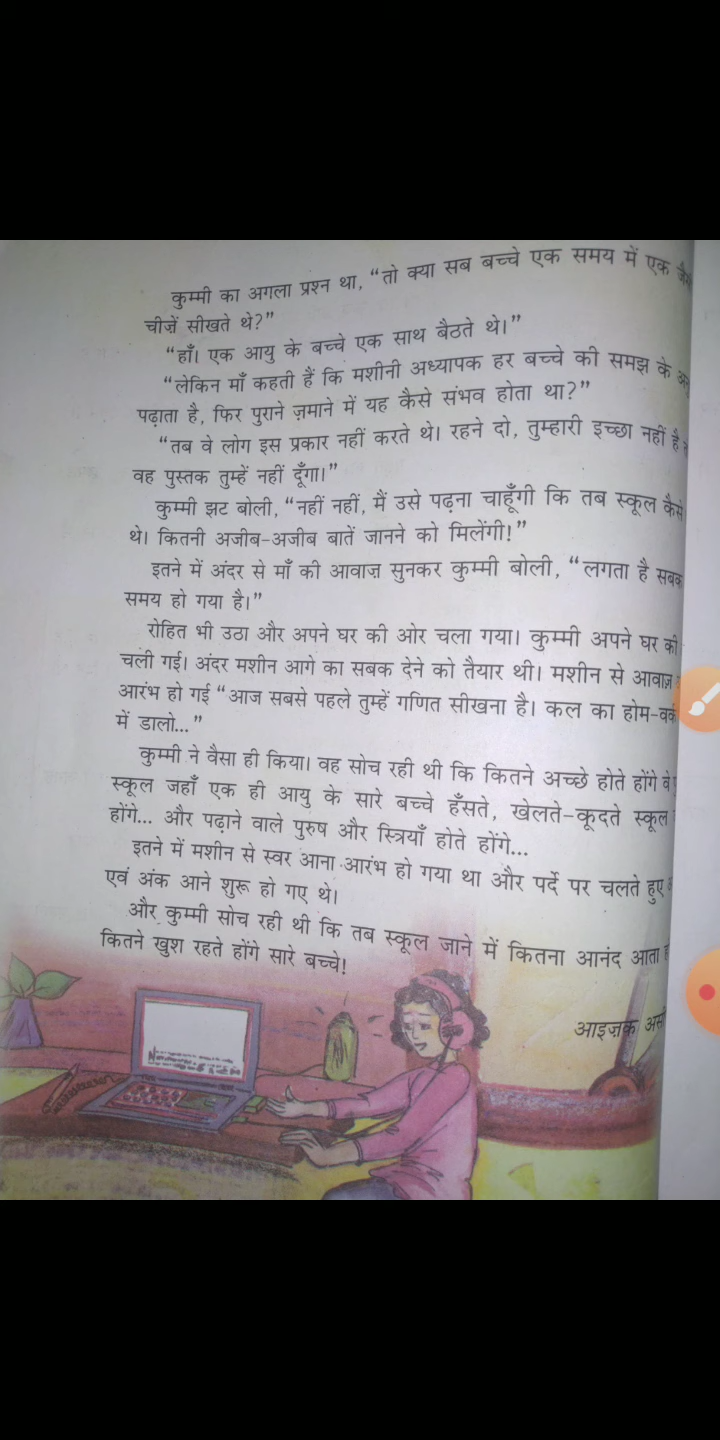 कुम्मी का अगला प्रश्न था, “तो क्या सब बच्चे एक समय में एक
चीज़ें सीखते थे?”
“हाँ। एक आयु के बच्चे एक साथ बैठते थे।”
“लेकिन माँ कहती हैं कि मशीनी अध्यापक हर बच्चे की समझ के
पढ़ाता है, फिर पुराने ज़माने में यह कैसे संभव होता था?”
“तब वे लोग इस प्रकार नहीं करते थे। रहने दो, तुम्हारी इच्छा नहीं है
वह पुस्तक तुम्हें नहीं दूँगा।”
कुम्मी झट बोली, “नहीं नहीं, मैं उसे पढ़ना चाहूँगी कि तब स्कूल कैसे
थे। कितनी अजीब-अजीब बातें जानने को मिलेंगी!”
इतने में अंदर से माँ की आवाज़ सुनकर कुम्मी बोली, “लगता है सबक
समय हो गया है।”
रोहित भी उठा और अपने घर की ओर चला गया। कुम्मी अपने घर की
चली गई। अंदर मशीन आगे का सबक देने को तैयार थी। मशीन से आवाज़
आरंभ हो गई “आज सबसे पहले तुम्हें गणित सीखना है। कल का होम-वर्क
में डालो...”
कुम्मी ने वैसा ही किया। वह सोच रही थी कि कितने अच्छे होते होंगे वे
स्कूल जहाँ एक ही आयु के सारे बच्चे हँसते, खेलते-कूदते स्कूल
होंगे... और पढ़ाने वाले पुरुष और स्त्रियाँ होते होंगे...
इतने में मशीन से स्वर आना आरंभ हो गया था और पर्दे पर चलते हुए
एवं अंक आने शुरू हो गए थे।
और कुम्मी सोच रही थी कि तब स्कूल जाने में कितना आनंद आता
कितने खुश रहते होंगे सारे बच्चे!
आइज़क